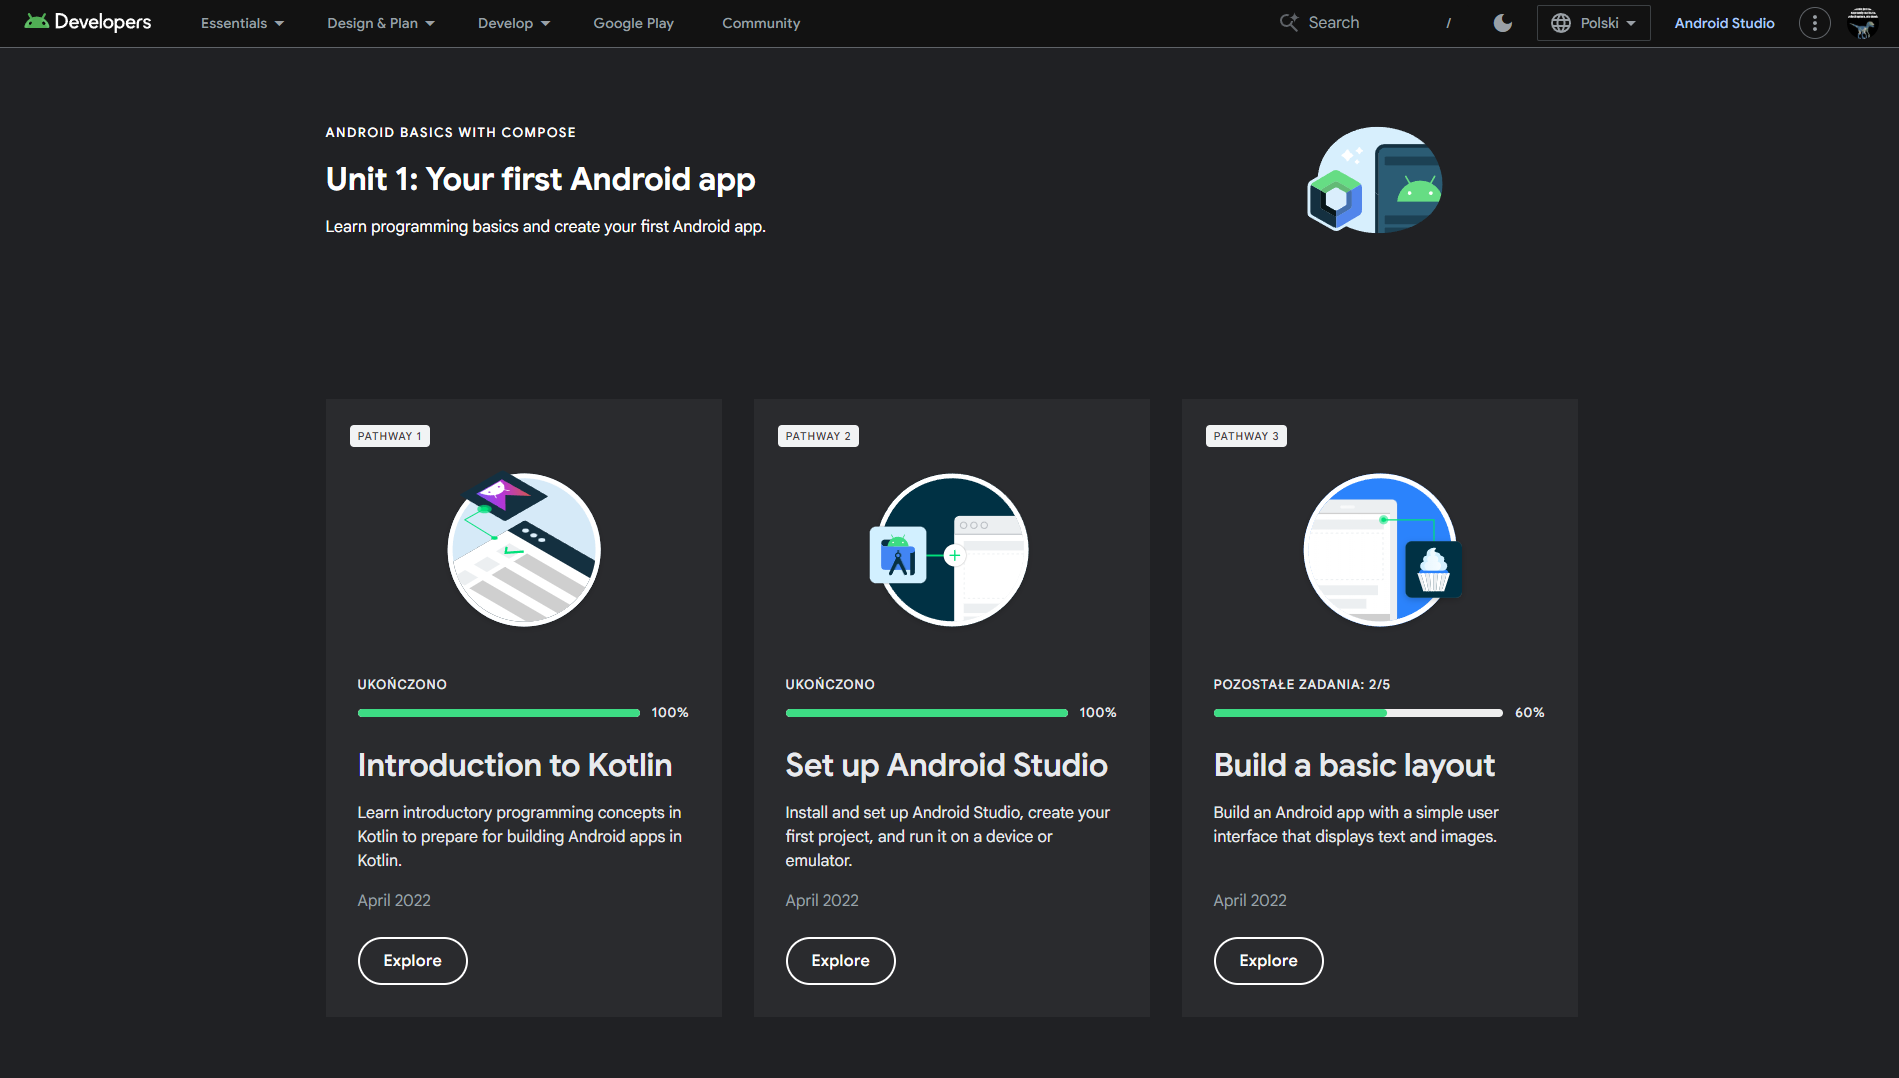 Developers
Essentials
Design & Plan
Develop
Google Play
Community
Search
/
Polski
Android Studio
ANDROID BASICS WITH COMPOSE
Unit 1: Your first Android app
Learn programming basics and create your first Android app.
PATHWAY 1
UKOŃCZONO
100%
Introduction to Kotlin
Learn introductory programming concepts in
Kotlin to prepare for building Android apps in
Kotlin.
April 2022
Explore
PATHWAY 2
UKOŃCZONO
100%
Set up Android Studio
Install and set up Android Studio, create your
first project, and run it on a device or
emulator.
April 2022
Explore
PATHWAY 3
POZOSTAŁE ZADANIA: 2/5
60%
Build a basic layout
Build an Android app with a simple user
interface that displays text and images.
April 2022
Explore